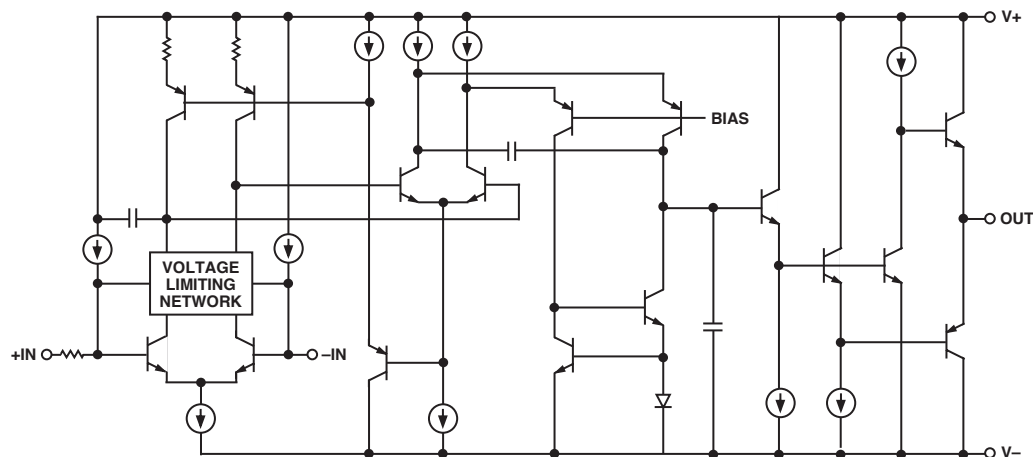 V+
BIAS
OUT
VOLTAGE
LIMITING
NETWORK
+IN
–IN
V–